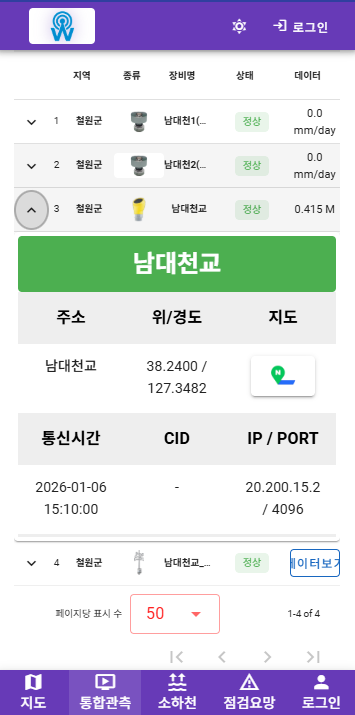 로그인
지역 종류 장비명 상태 데이터
1 철원군 남대천1(... 정상 0.0
mm/day
2 철원군 남대천2(... 정상 0.0
mm/day
3 철원군 남대천교 정상 0.415 M
남대천교
주소 위/경도 지도
남대천교 38.2400 /
127.3482
N
통신시간 CID IP / PORT
2026-01-06
15:10:00 - 20.200.15.2
/ 4096
4 철원군 남대천교_... 정상 데이터보기
페이지당 표시 수 50 1-4 of 4
지도 통합관측 소하천 점검요망 로그인